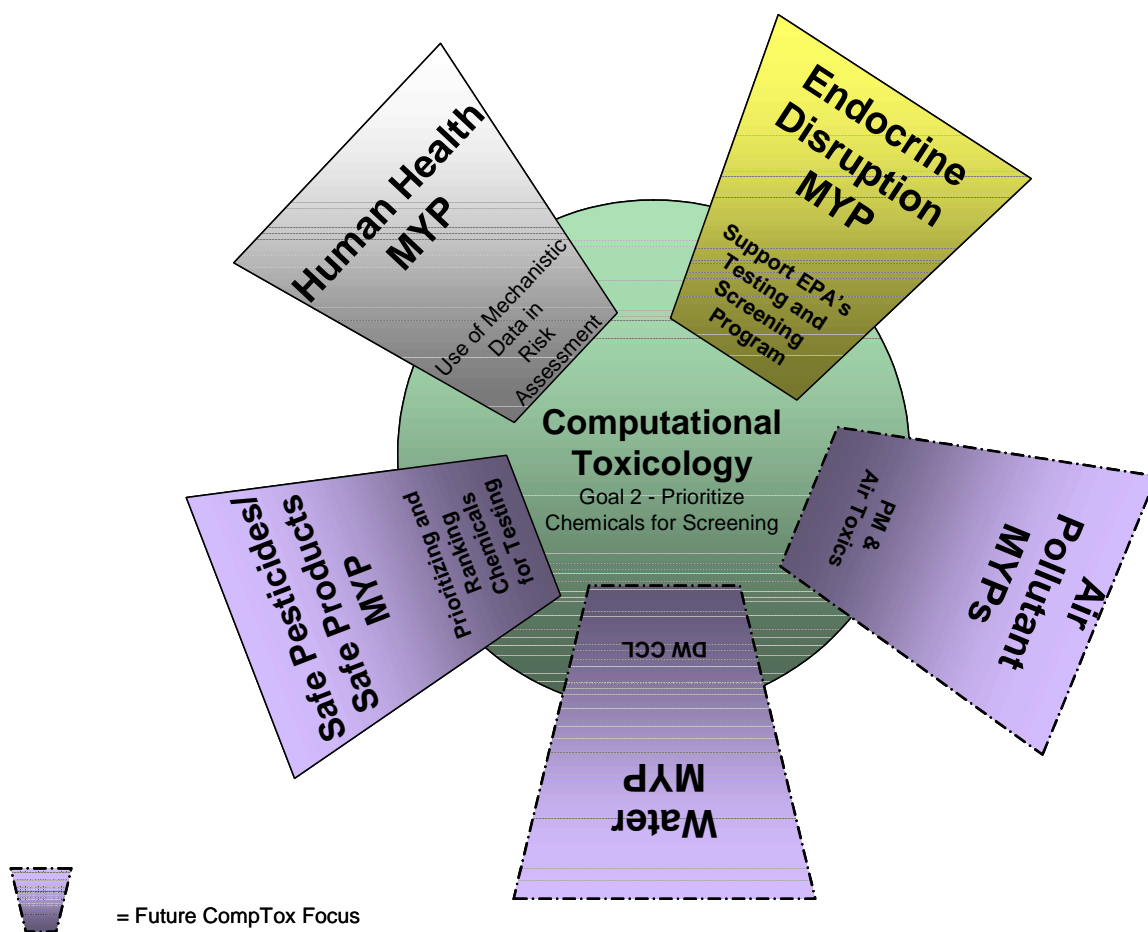 Human Health
MYP
Use of Mechanistic
Data in
Risk
Assessment
Endocrine
Disruption
MYP
Support EPA's
Testing and
Screening
Program
Computational
Toxicology
Goal 2 - Prioritize
Chemicals for Screening
Safe Pesticides/
Safe Products
MYP
Prioritizing and
Ranking
Chemicals
for Testing
Air
Pollutant
MYPs
PM &
Air Toxics
Water
MYP
DW CCL
= Future CompTox Focus